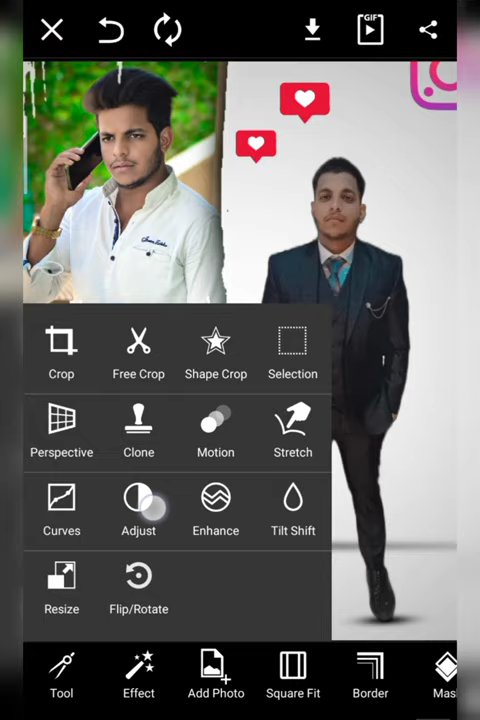 GIF
Crop
Free Crop
Shape Crop
Selection
Perspective
Clone
Motion
Stretch
Curves
Adjust
Enhance
Tilt Shift
Resize
Flip/Rotate
Tool
Effect
Add Photo
Square Fit
Border
Mas